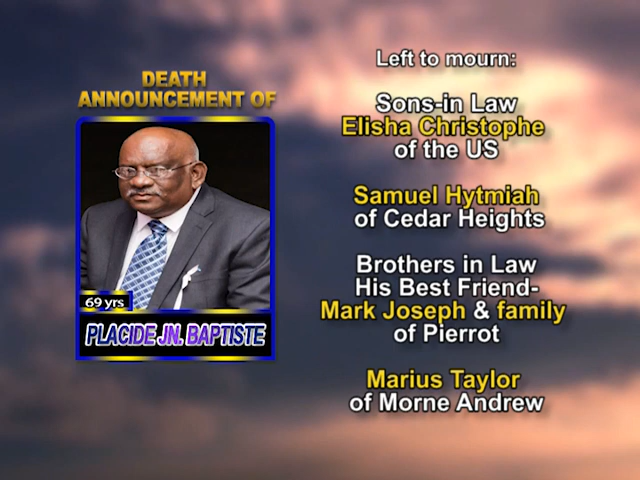 DEATH
ANNOUNCEMENT OF
69 yrs
PLACIDE JN. BAPTISTE
Left to mourn:
Sons-in Law
Elisha Christophe
of the US
Samuel Hytmiah
of Cedar Heights
Brothers in Law
His Best Friend-
Mark Joseph & family
of Pierrot
Marius Taylor
of Morne Andrew